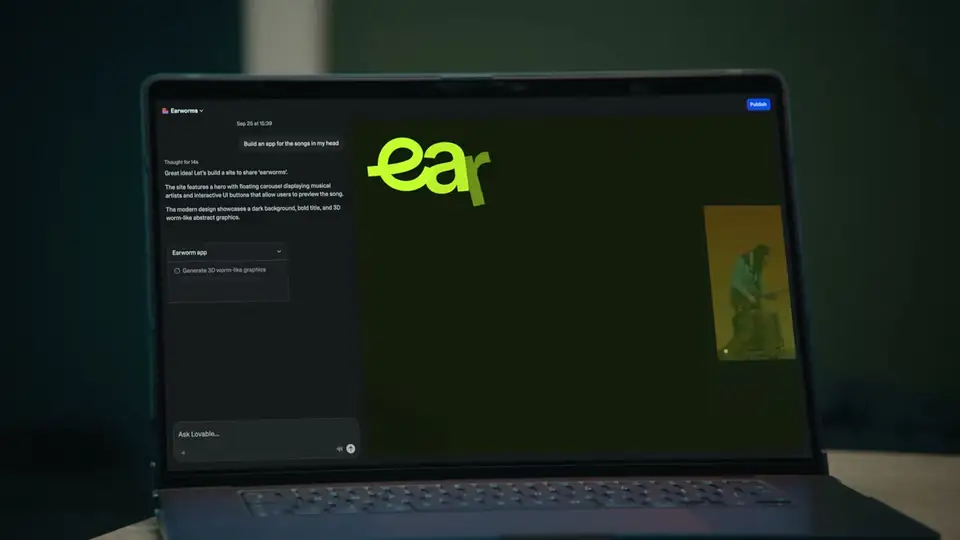 Earworms
Publish
Sep 25 at 15:39
Build an app for the songs in my head
Thought for 14s
Great idea! Let's build a site to share 'earworms'.
The site features a hero with floating carousel displaying musical
artists and interactive UI buttons that allow users to preview the song.
The modern design showcases a dark background, bold title, and 3D
worm-like abstract graphics.
ear
Earworm app
Generate 3D worm-like graphics
Ask Lovable...